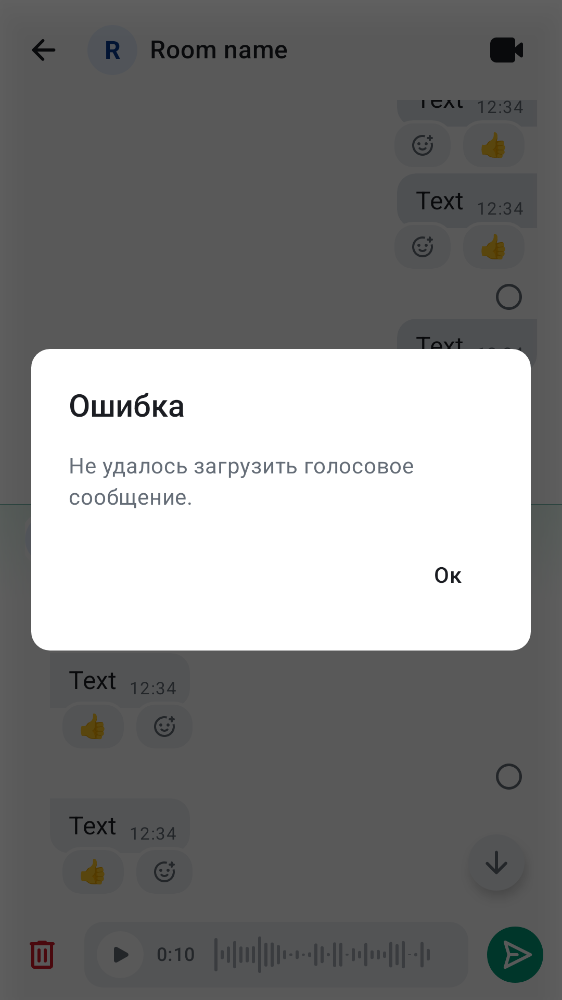 R Room name
Text 12:34
Text 12:34
Text
Ошибка
Не удалось загрузить голосовое
сообщение.
Ок
Text 12:34
Text 12:34
0:10